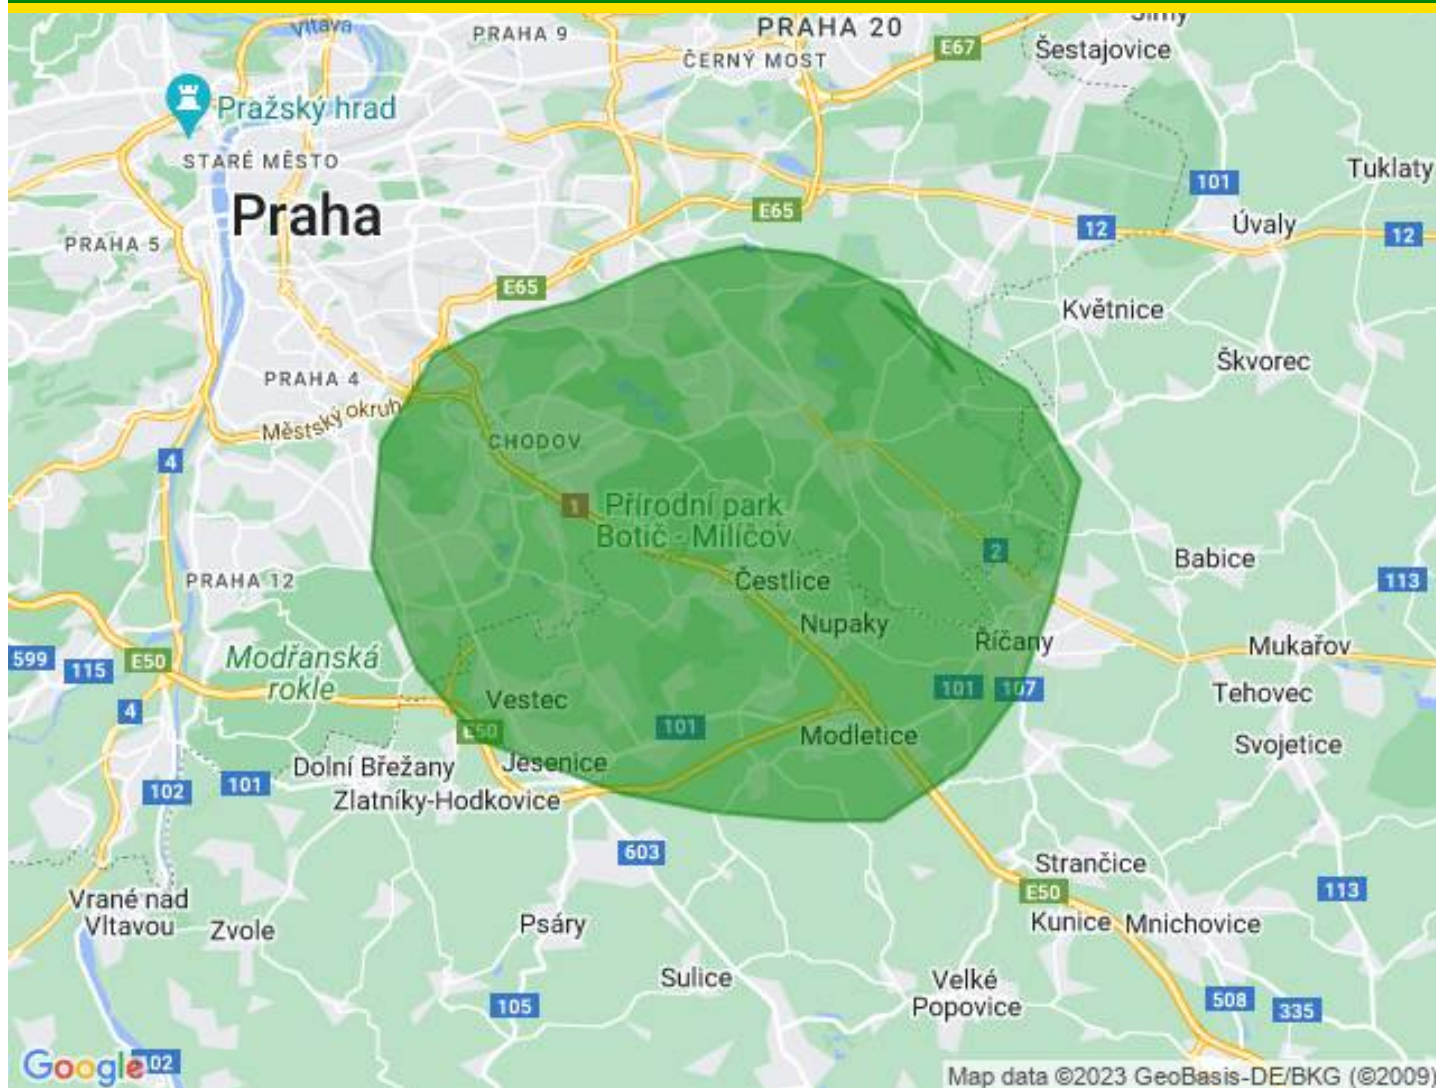 Vltava
PRAHA 9
PRAHA 20
ČERNÝ MOST
E67
Šestajovice
Pražský hrad
STARÉ MĚSTO
Praha
PRAHA 5
E65
101
Tuklaty
12
Úvaly
12
E65
Květnice
Škvorec
PRAHA 4
Městský okruh
CHODOV
4
1
Přírodní park
Botič - Milíčov
2
Babice
PRAHA 12
Čestlice
113
Nupaky
Říčany
Mukařov
599
115
E50
Modřanská
rokle
101
107
Tehovec
4
Vestec
E50
101
Modletice
Svojetice
Dolní Břežany
Jesenice
102
101
Zlatníky-Hodkovice
603
Strančice
E50
113
Vrané nad
Vltavou
Zvole
Psáry
Kunice
Mnichovice
Sulice
Velké
Popovice
105
508
335
Google
102
Map data ©2023 GeoBasis-DE/BKG (©2009)